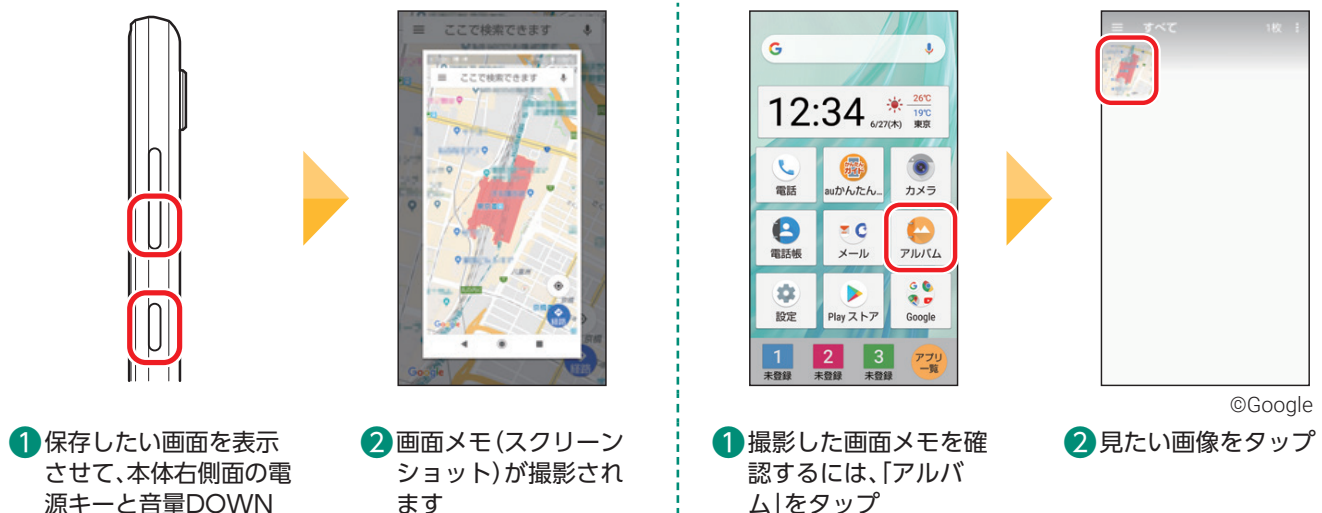 ここで検索できます
ここで検索できます
Google
経路
Google
経路
G
12:34
26℃
19℃
6/27(木)
東京
電話
auかんたん..
カメラ
電話帳
メール
アルバム
設定
Play ストア
Google
1
2
3
アプリ
一覧
未登録
未登録
未登録
すべて
1枚
©Google
1 保存したい画面を表示
させて、本体右側面の電
源キーと音量DOWN
2 画面メモ(スクリーン
ショット)が撮影され
ます
1 撮影した画面メモを確
認するには、「アルバ
ム」をタップ
2 見たい画像をタップ